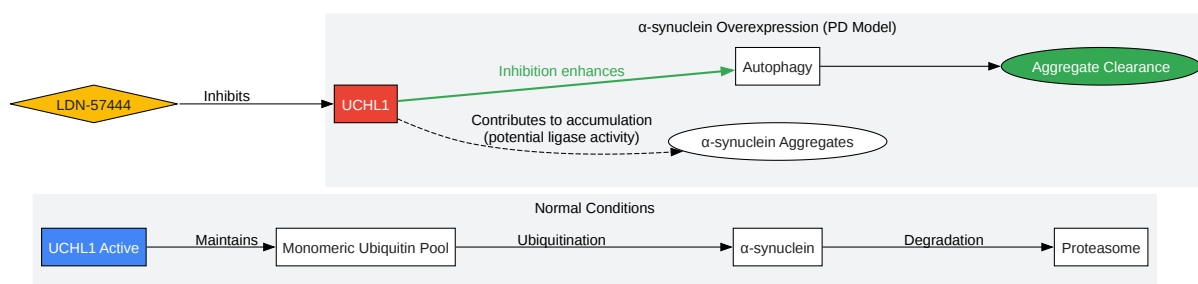 α-synuclein Overexpression (PD Model)
LDN-57444
Inhibits
UCHL1
Inhibition enhances
Autophagy
Aggregate Clearance
Contributes to accumulation
(potential ligase activity)
α-synuclein Aggregates
Normal Conditions
UCHL1 Active
Maintains
Monomeric Ubiquitin Pool
Ubiquitination
α-synuclein
Degradation
Proteasome